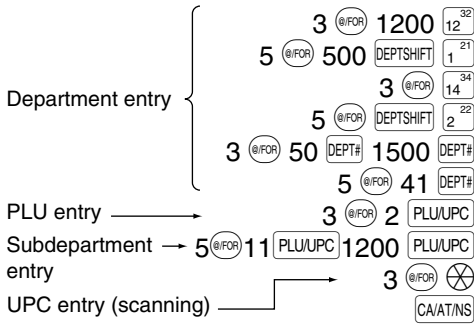 3 @/FOR 1200 12 32
5 @/FOR 500 DEPTSHIFT 1 21
Department entry
3 @/FOR 14 34
5 @/FOR DEPTSHIFT 2 22
3 @/FOR 50 DEPT# 1500 DEPT#
5 @/FOR 41 DEPT#
PLU entry 3 @/FOR 2 PLU/UPC
Subdepartment 5 @/FOR 11 PLU/UPC 1200 PLU/UPC
entry
3 @/FOR
UPC entry (scanning)
CA/AT/NS